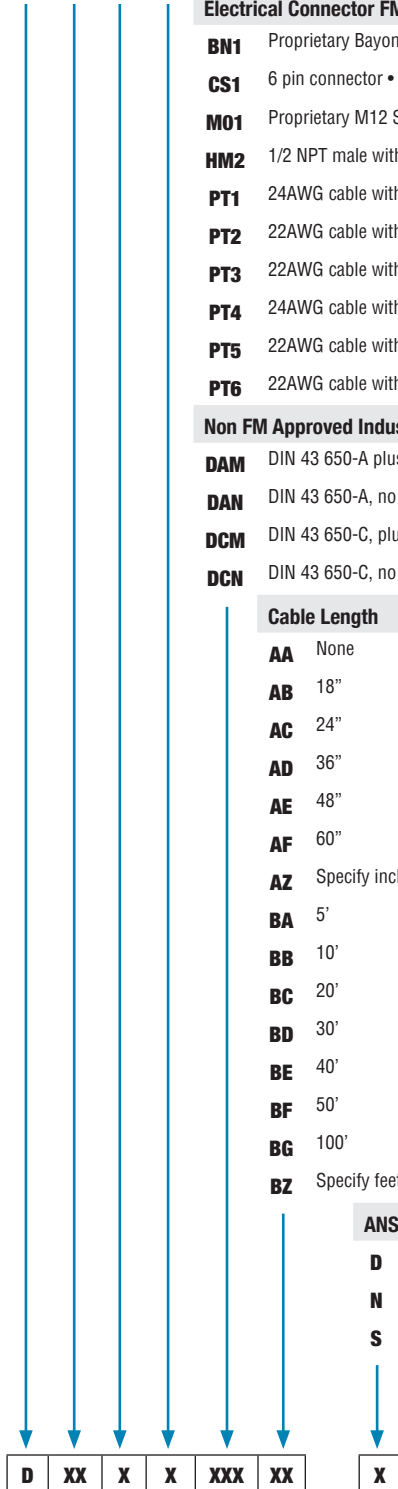 Electrical Connector FM
BN1 Proprietary Bayon
CS1 6 pin connector •
M01 Proprietary M12 S
HM2 1/2 NPT male with
PT1 24AWG cable with
PT2 22AWG cable with
PT3 22AWG cable with
PT4 24AWG cable with
PT5 22AWG cable with
PT6 22AWG cable with
Non FM Approved Indus
DAM DIN 43 650-A plus
DAN DIN 43 650-A, no
DCM DIN 43 650-C, plu
DCN DIN 43 650-C, no
Cable Length
AA None
AB 18”
AC 24”
AD 36”
AE 48”
AF 60”
AZ Specify incl
BA 5’
BB 10’
BC 20’
BD 30’
BE 40’
BF 50’
BG 100’
BZ Specify feet
ANS
D
N
S
D XX X X XXX XX X